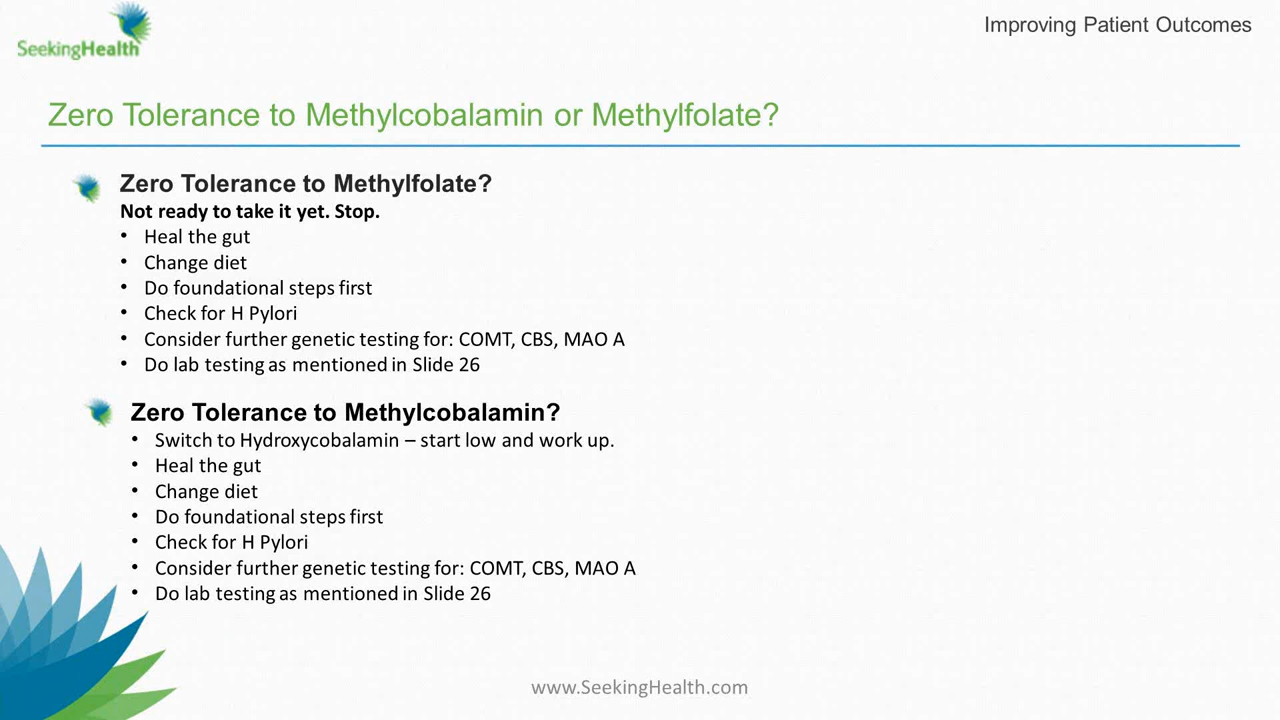 SeekingHealth
Improving Patient Outcomes
Zero Tolerance to Methylcobalamin or Methylfolate?
Zero Tolerance to Methylfolate?
Not ready to take it yet. Stop.
• Heal the gut
• Change diet
• Do foundational steps first
• Check for H Pylori
• Consider further genetic testing for: COMT, CBS, MAO A
• Do lab testing as mentioned in Slide 26
Zero Tolerance to Methylcobalamin?
• Switch to Hydroxycobalamin – start low and work up.
• Heal the gut
• Change diet
• Do foundational steps first
• Check for H Pylori
• Consider further genetic testing for: COMT, CBS, MAO A
• Do lab testing as mentioned in Slide 26
www.SeekingHealth.com